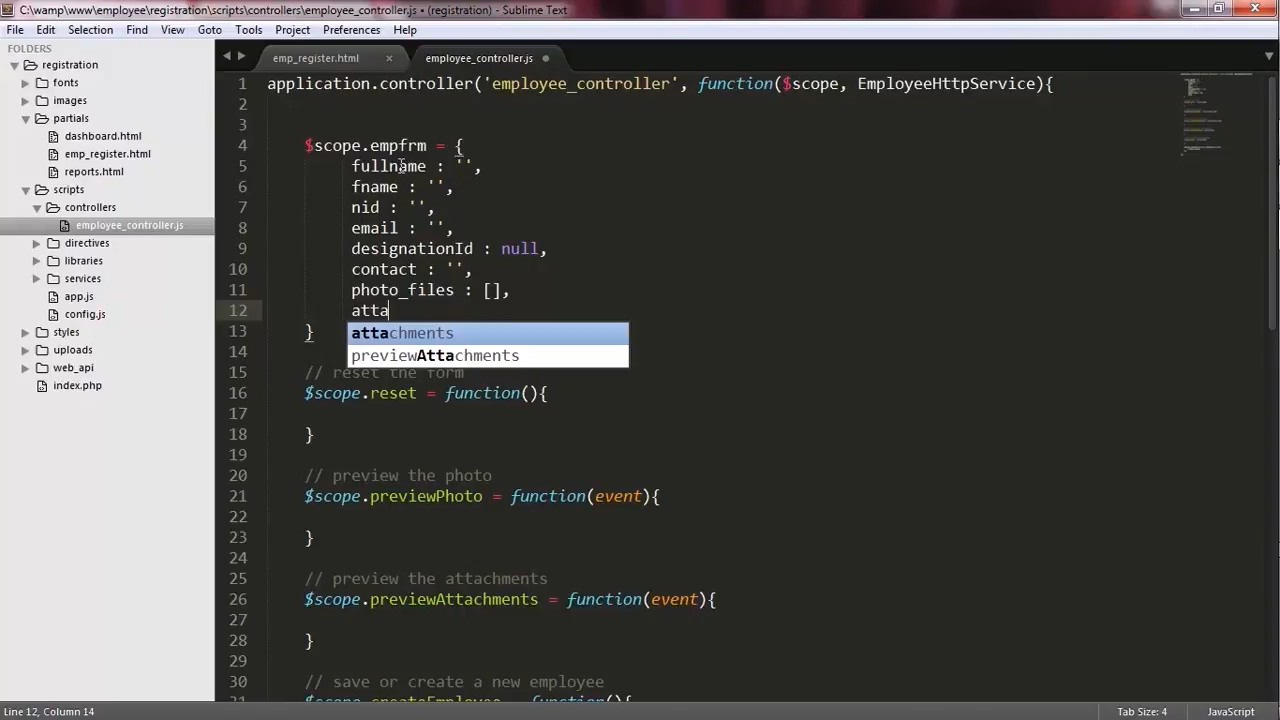 C:\wamp\www\employee\registration\scripts\controllers\employee_controller.js • (registration) - Sublime Text
File Edit Selection Find View Goto Tools Project Preferences Help
FOLDERS
registration
fonts
images
partials
dashboard.html
emp_register.html
reports.html
scripts
controllers
employee_controller.js
directives
libraries
services
app.js
config.js
styles
uploads
web_api
index.php
emp_register.html × employee_controller.js
1 application.controller('employee_controller', function($scope, EmployeeHttpService){
2
3
4 $scope.empfrm = {
5 fullname : '',
6 fname : '',
7 nid : '',
8 email : '',
9 designationId : null,
10 contact : '',
11 photo_files : [],
12 atta
attachments
previewAttachments
13 }
14
15 // reset the form
16 $scope.reset = function(){
17
18 }
19
20 // preview the photo
21 $scope.previewPhoto = function(event){
22
23 }
24
25 // preview the attachments
26 $scope.previewAttachments = function(event){
27
28 }
29
30 // save or create a new employee
31 $scope.createEmployee = function(){
Line 12, Column 14
Tab Size: 4
JavaScript